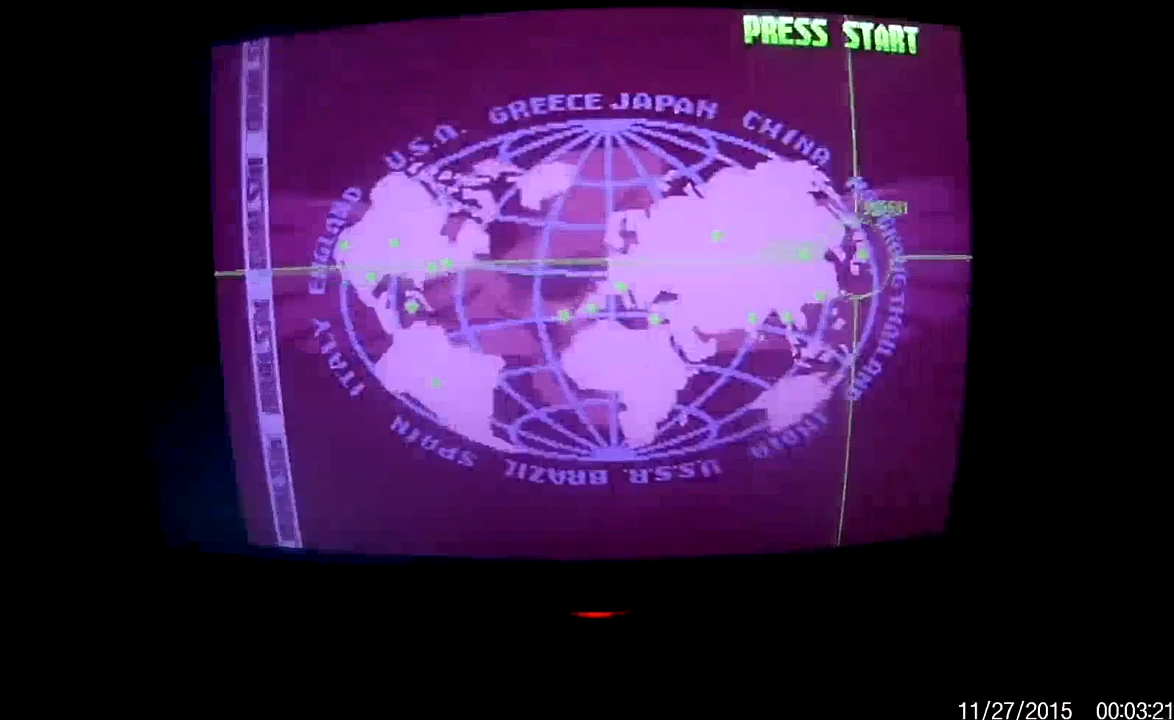 PRESS START
U.S.A. GREECE JAPAN CHINA
THAILAND
INDIA
U.S.S.R.
BRAZIL
SPAIN
ITALY
ENGLAND
11/27/2015 00:03:21